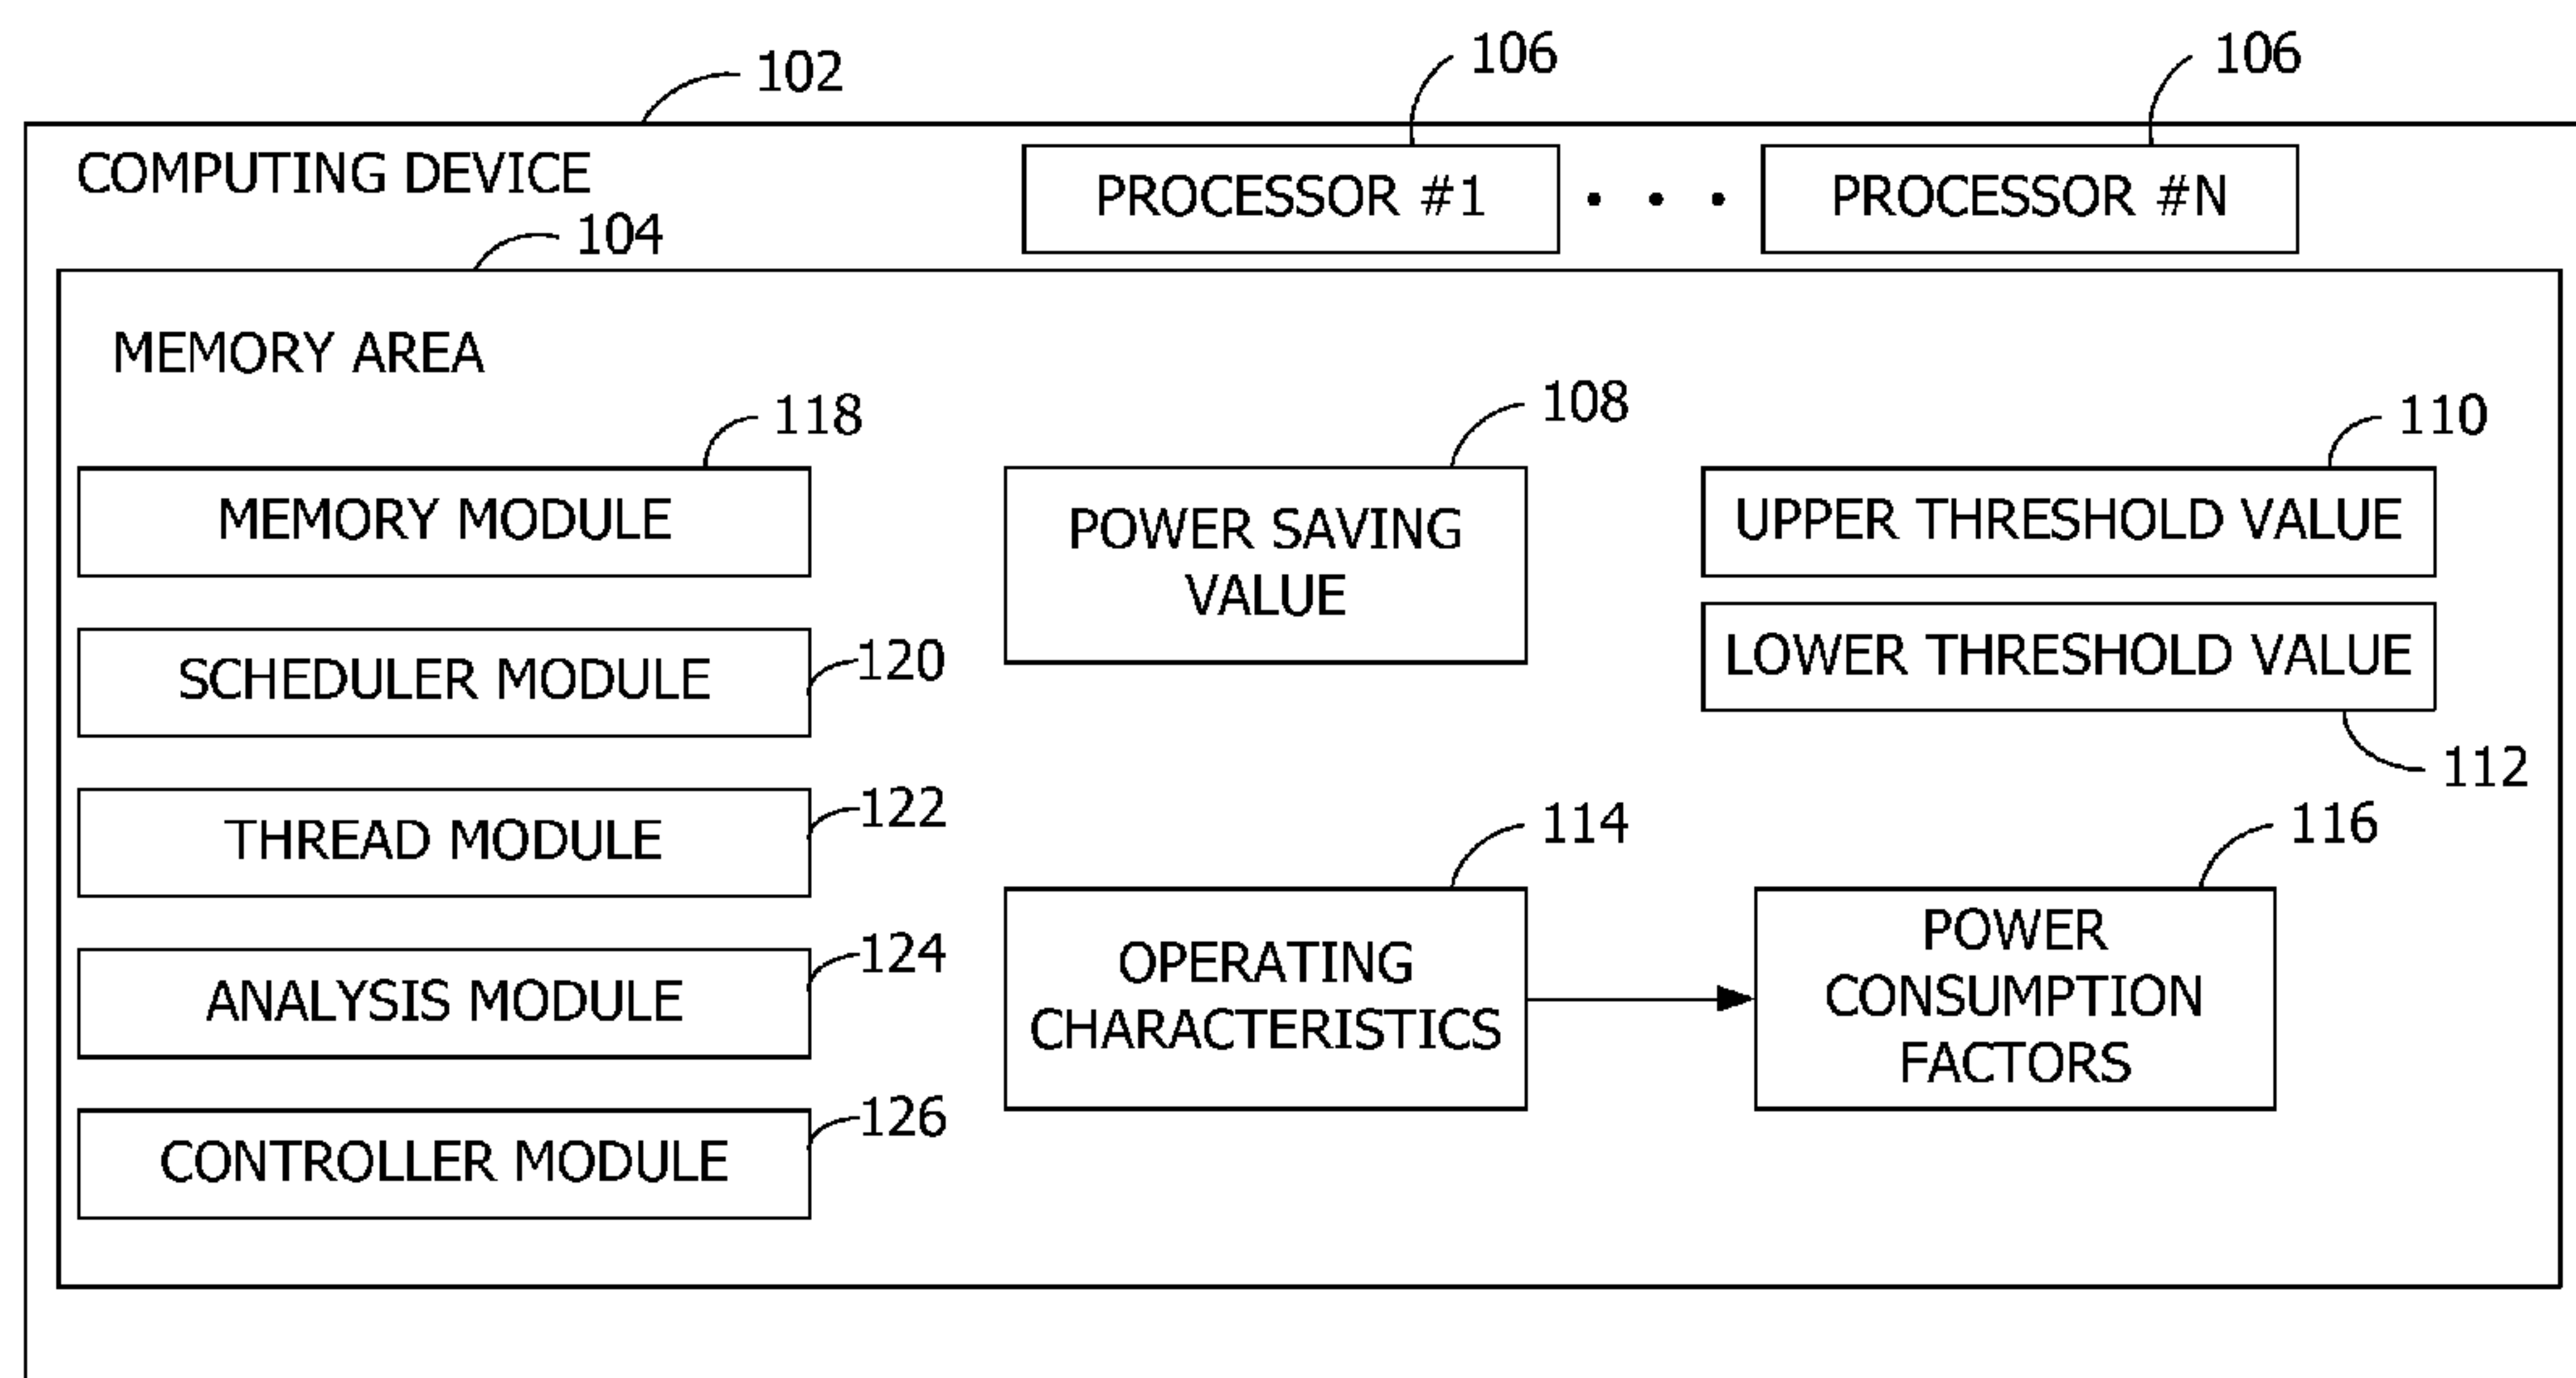 102
106
106
COMPUTING DEVICE
PROCESSOR #1
• • •
PROCESSOR #N
104
MEMORY AREA
118
108
110
MEMORY MODULE
POWER SAVING
VALUE
UPPER THRESHOLD VALUE
SCHEDULER MODULE
120
LOWER THRESHOLD VALUE
112
THREAD MODULE
122
114
116
ANALYSIS MODULE
124
OPERATING
CHARACTERISTICS
POWER
CONSUMPTION
FACTORS
CONTROLLER MODULE
126